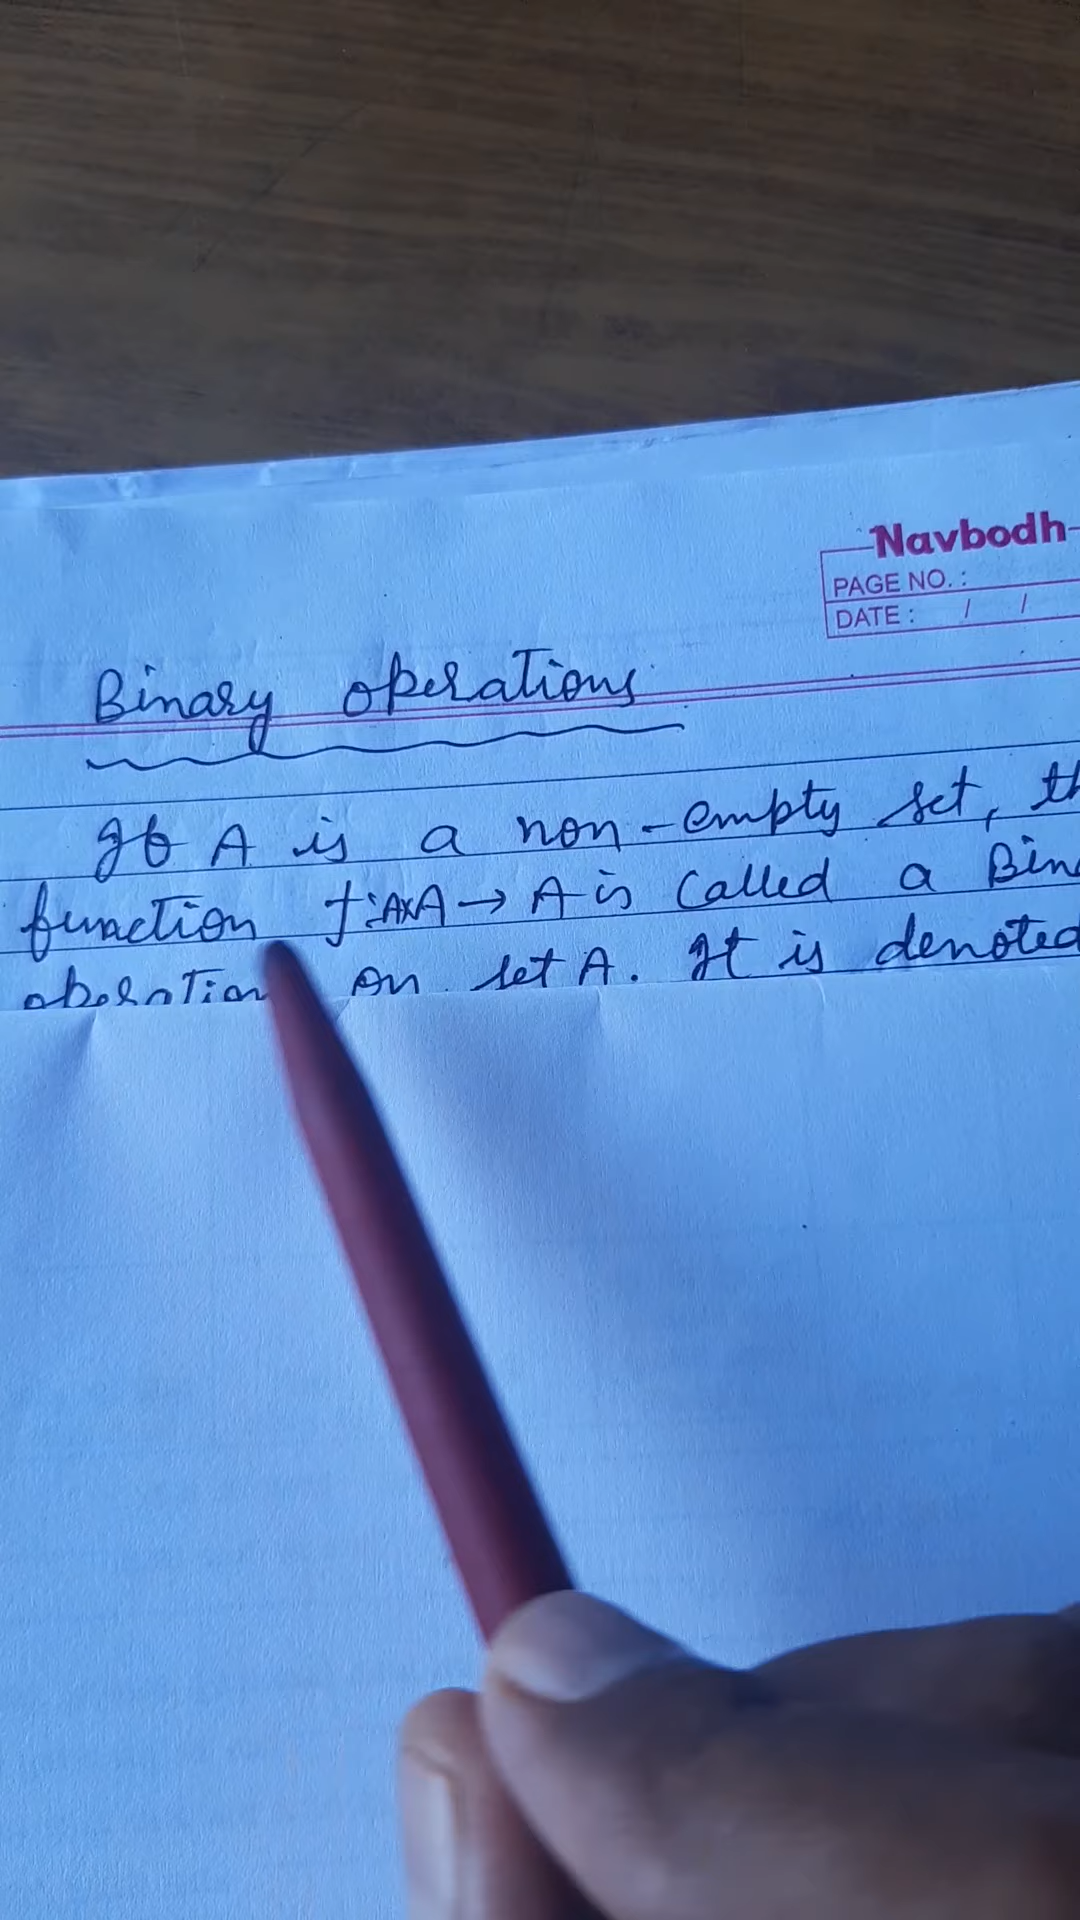 Navbodh
PAGE NO. :
DATE : / /
Binary operations
If A is a non-empty set, th
function f: AxA → A is called a Bin
operation on set A. It is denoted